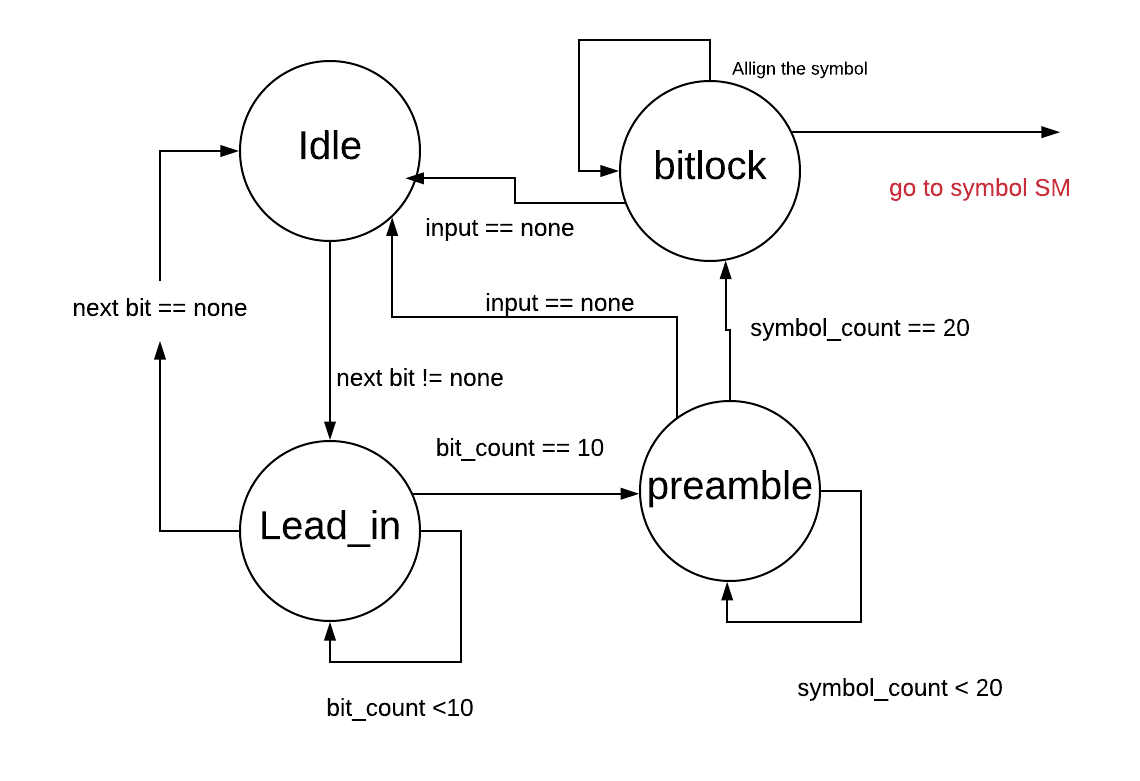 Allign the symbol
Idle
bitlock
go to symbol SM
input == none
next bit == none
input == none
symbol_count == 20
next bit != none
bit_count == 10
preamble
Lead_in
bit_count <10
symbol_count < 20